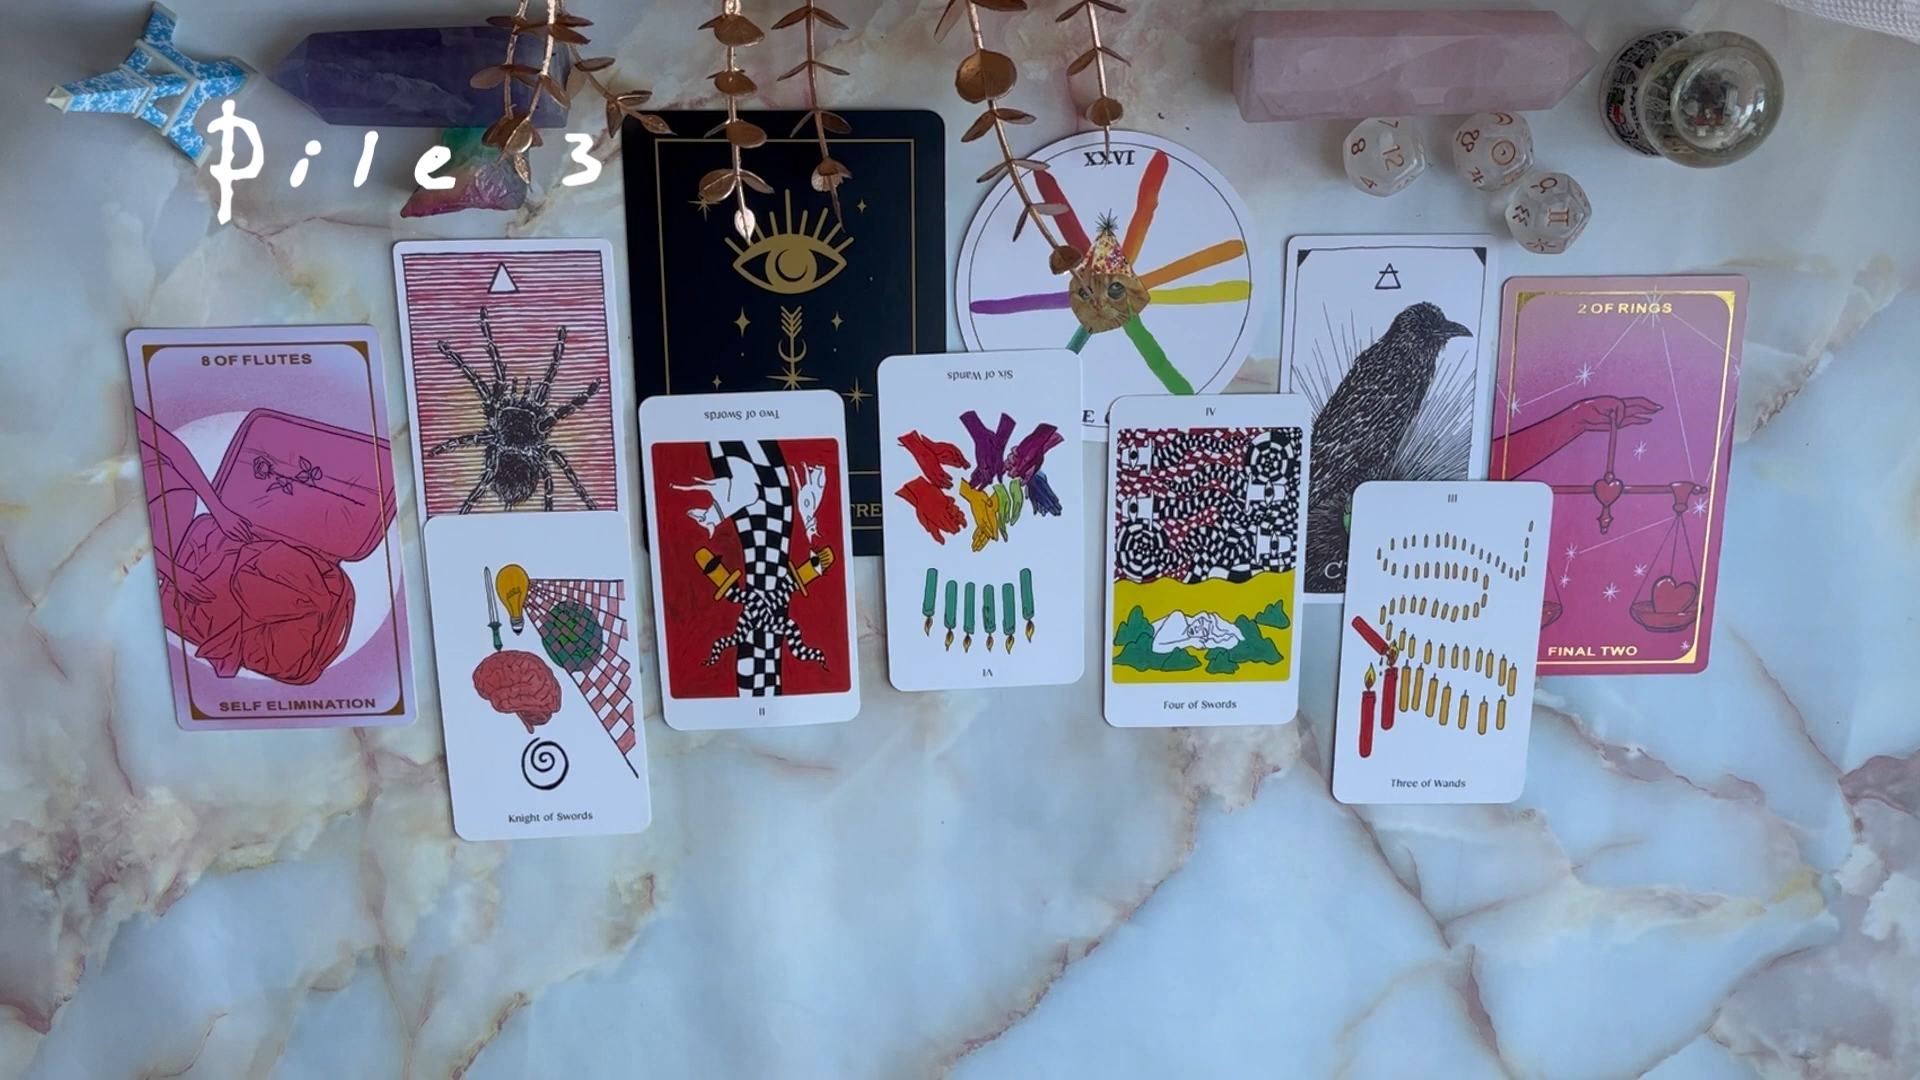 Pile 3
XXVI
8 OF FLUTES
2 OF RINGS
Six of Wands
Two of Swords
IV
III
VI
FINAL TWO
SELF ELIMINATION
Four of Swords
II
Three of Wands
Knight of Swords